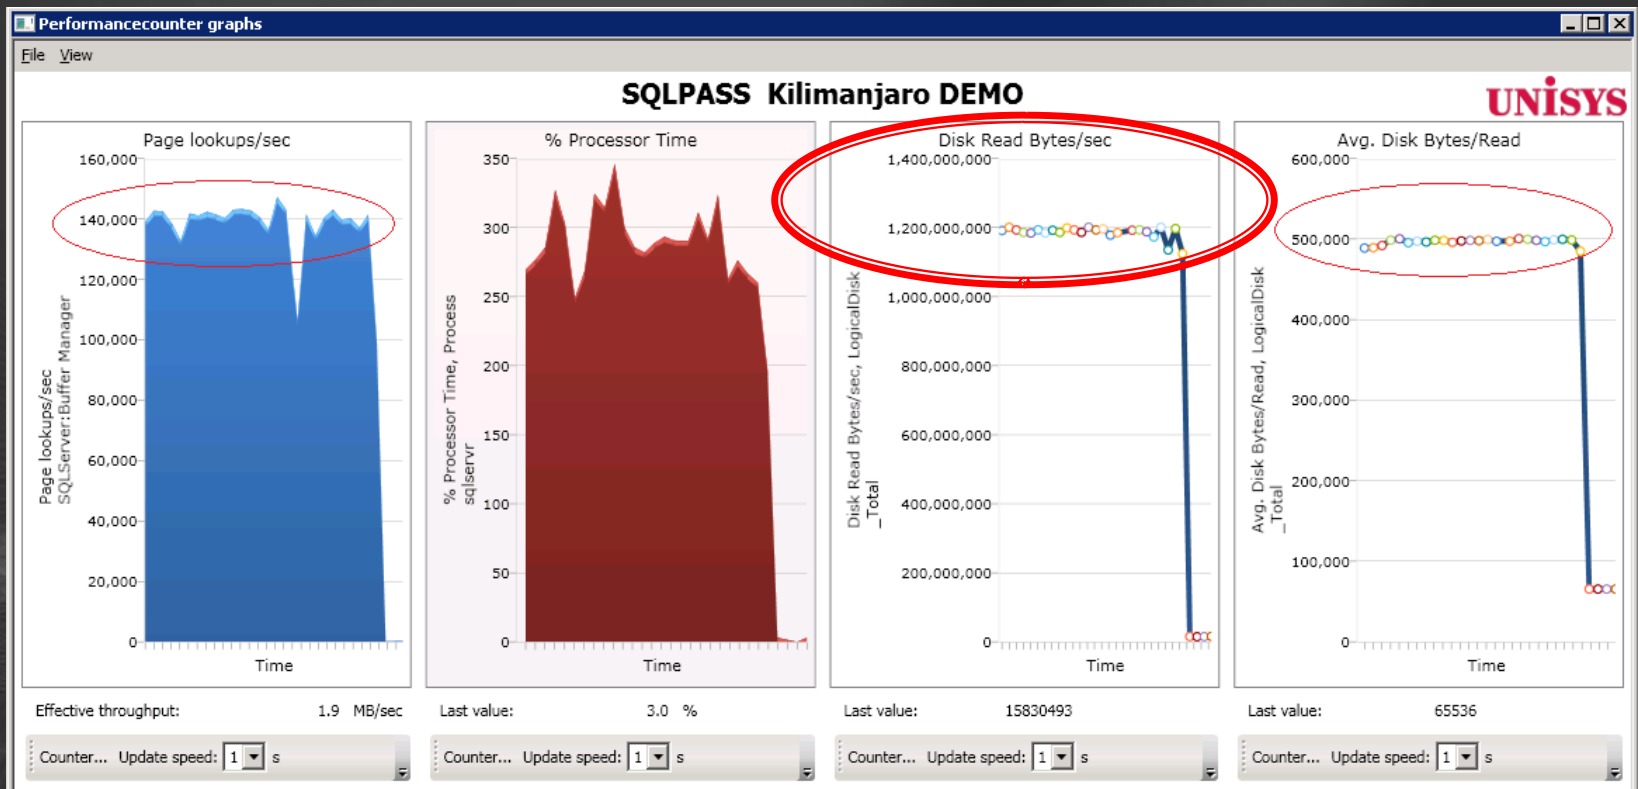 Performancecounter graphs
File View
SQLPASS Kilimanjaro DEMO
UNISYS
Page lookups/sec
160,000
140,000
120,000
100,000
80,000
60,000
40,000
20,000
0
Page lookups/sec
SQLServer:Buffer Manager
Time
Effective throughput: 1.9 MB/sec
Counter... Update speed: 1 s
% Processor Time
350
300
250
200
150
100
50
0
% Processor Time, Process
sqlservr
Time
Last value: 3.0 %
Counter... Update speed: 1 s
Disk Read Bytes/sec
1,400,000,000
1,200,000,000
1,000,000,000
800,000,000
600,000,000
400,000,000
200,000,000
0
Disk Read Bytes/sec, LogicalDisk
_Total
Time
Last value: 15830493
Counter... Update speed: 1 s
Avg. Disk Bytes/Read
600,000
500,000
400,000
300,000
200,000
100,000
0
Avg. Disk Bytes/Read, LogicalDisk
_Total
Time
Last value: 65536
Counter... Update speed: 1 s